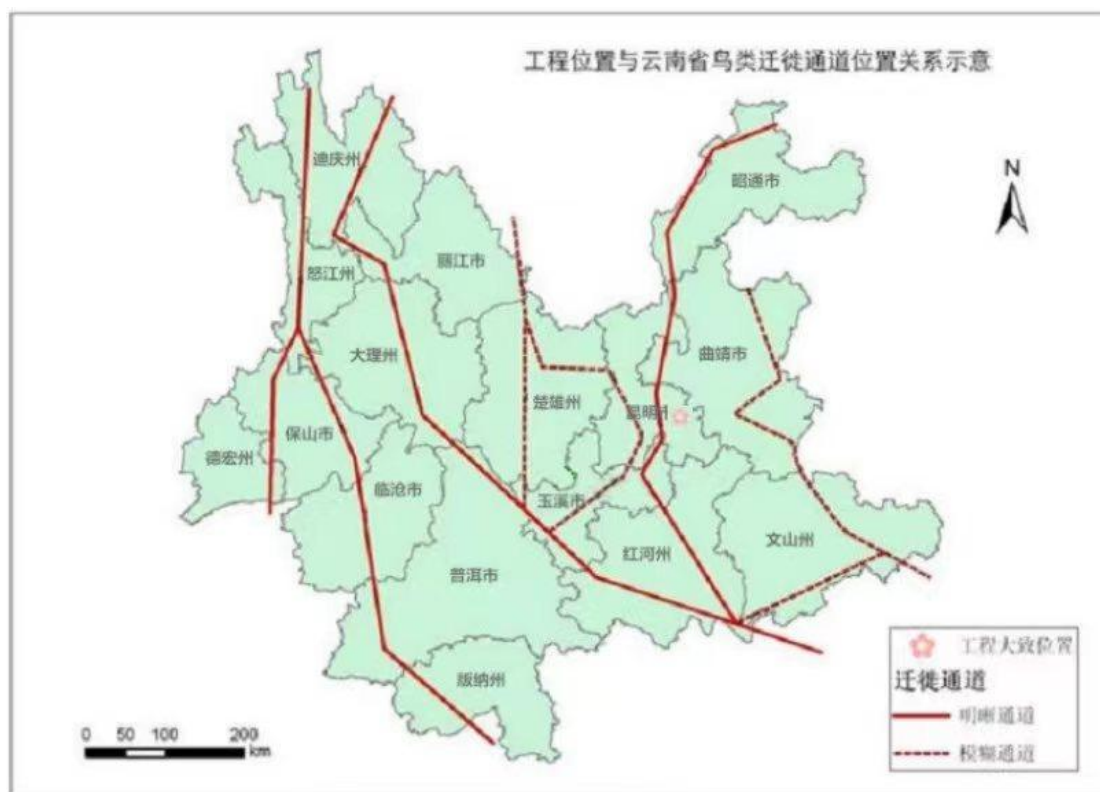 工程位置与云南省鸟类迁徙通道位置关系示意
N
迪庆州
昭通市
丽江市
怒江州
大理州
曲靖市
楚雄州
昆明
保山市
德宏州
临沧市
玉溪市
红河州
文山州
普洱市
版纳州
工程大致位置
迁徙通道
明晰通道
模糊通道
0 50 100 200
km